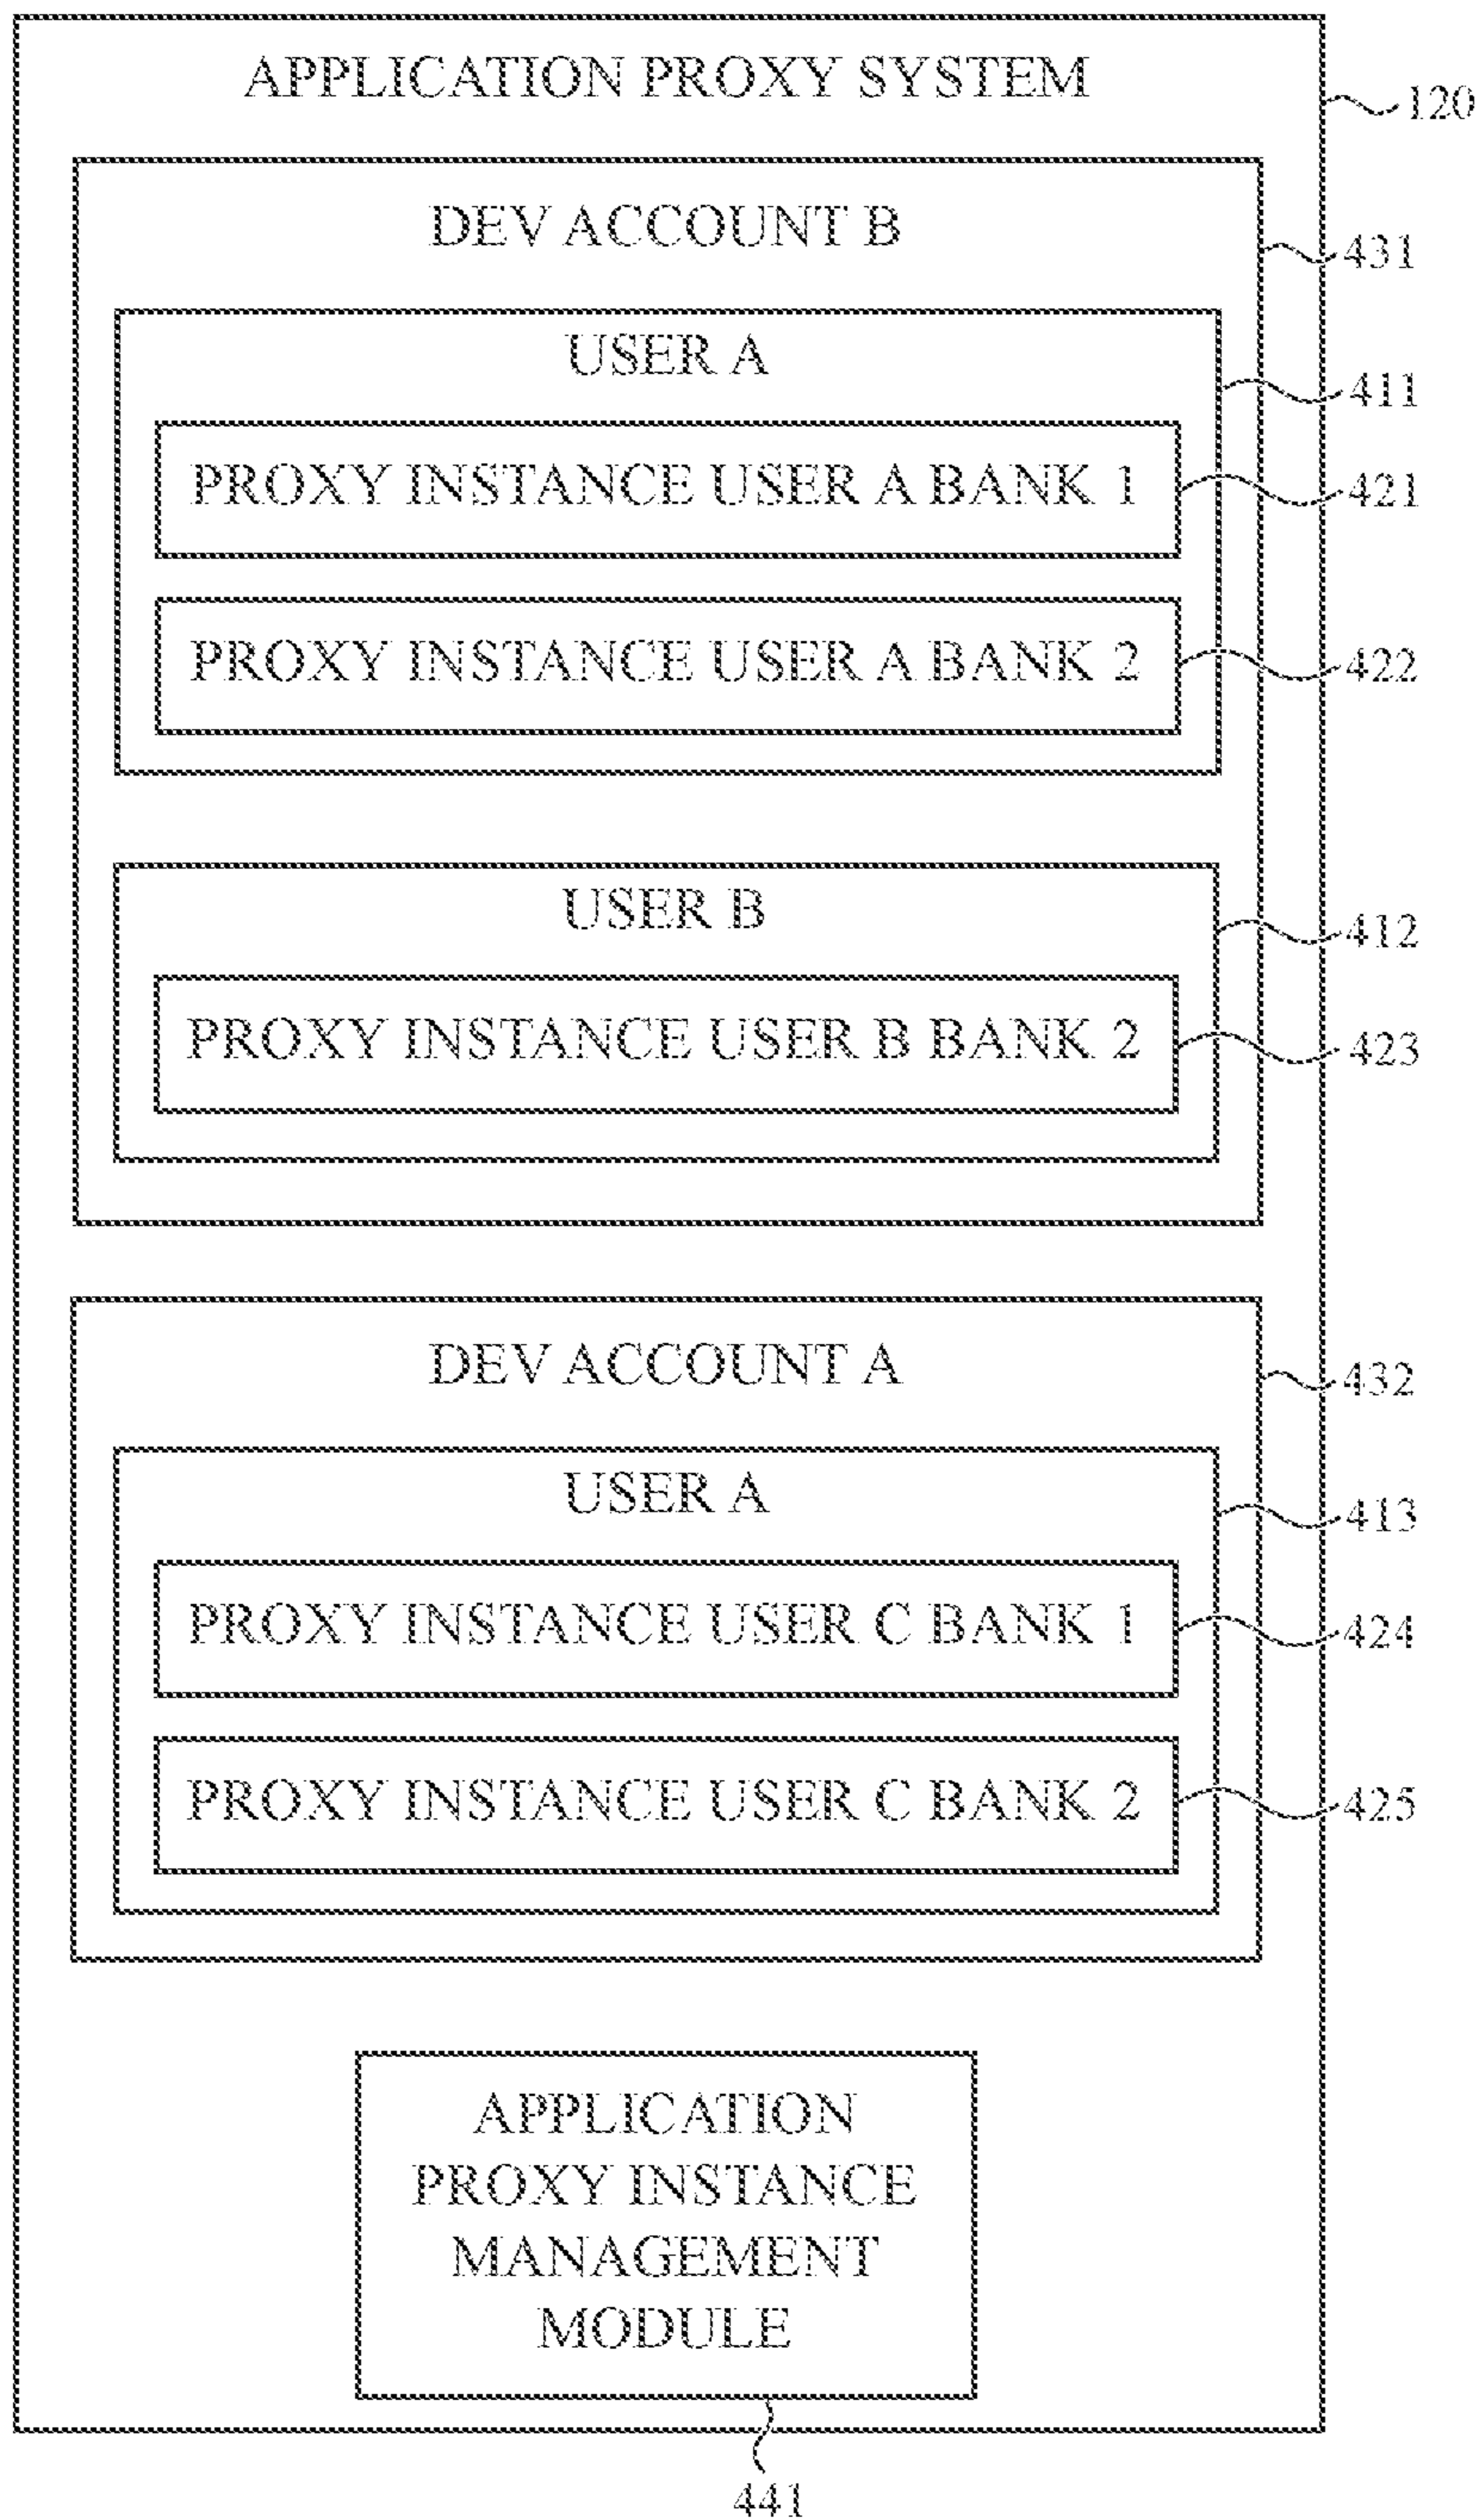 APPLICATION PROXY SYSTEM
120
DEV ACCOUNT B
431
USER A
411
PROXY INSTANCE USER A BANK 1
421
PROXY INSTANCE USER A BANK 2
422
USER B
412
PROXY INSTANCE USER B BANK 2
423
DEV ACCOUNT A
432
USER A
413
PROXY INSTANCE USER C BANK 1
424
PROXY INSTANCE USER C BANK 2
425
APPLICATION
PROXY INSTANCE
MANAGEMENT
MODULE
441